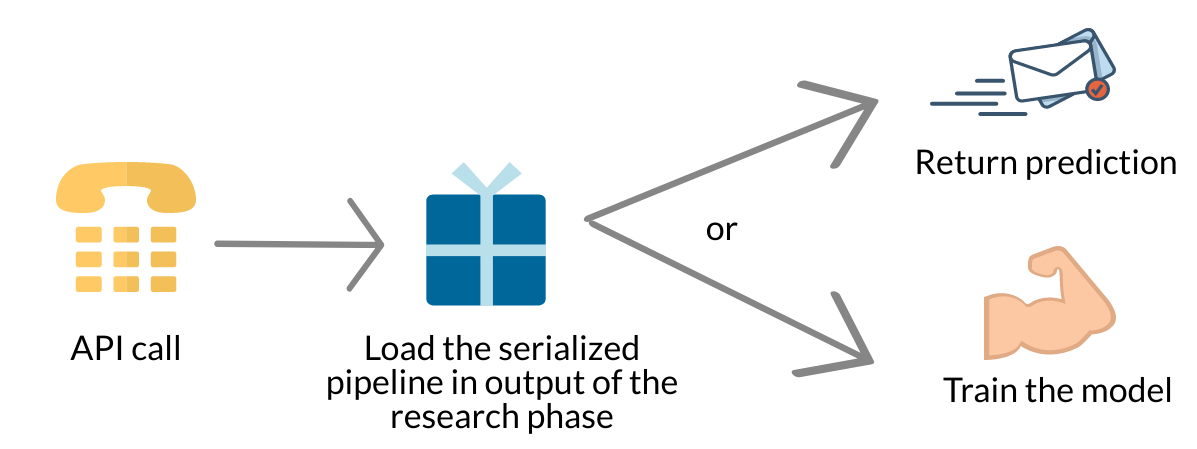 API call
Load the serialized
pipeline in output of the
research phase
or
Return prediction
Train the model